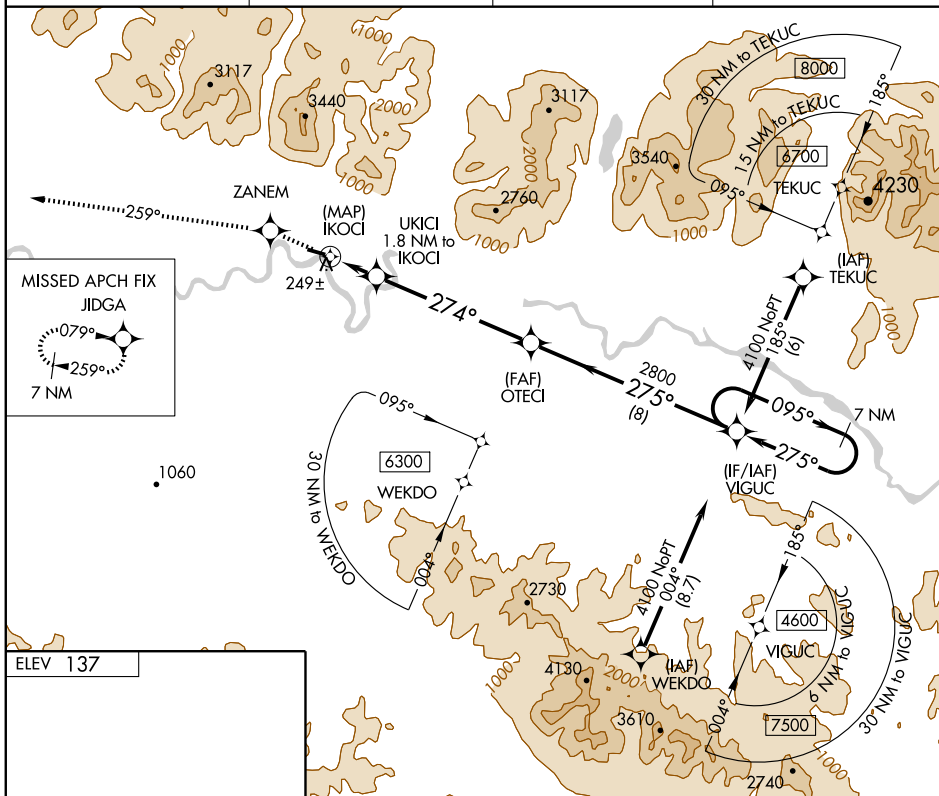 1000
1000
3117
3117
3440
2000
1000
2000
2760
1000
30 NM to TEKUC
8000
185°
15 NM to TEKUC
6700
3540
095°
TEKUC
4230
1000
1000
259°
ZANEM
(MAP)
IKOCI
UKICI
1.8 NM to
IKOCI
249±
(IAF)
TEKUC
MISSED APCH FIX
JIDGA
079°
259°
7 NM
274°
(FAF)
OTECI
2800
275°
(8)
4100 NoPT
185°
(6)
095°
7 NM
275°
(IF/IAF)
VIGUC
095°
6300
WEKDO
30 NM to WEKDO
004°
1060
4100 NoPT
004°
(8.7)
185°
4600
VIGUC
6 NM to VIGUC
30 NM to VIGUC
004°
7500
2730
(IAF)
WEKDO
2000
4130
1000
3610
2740
1000
ELEV 137